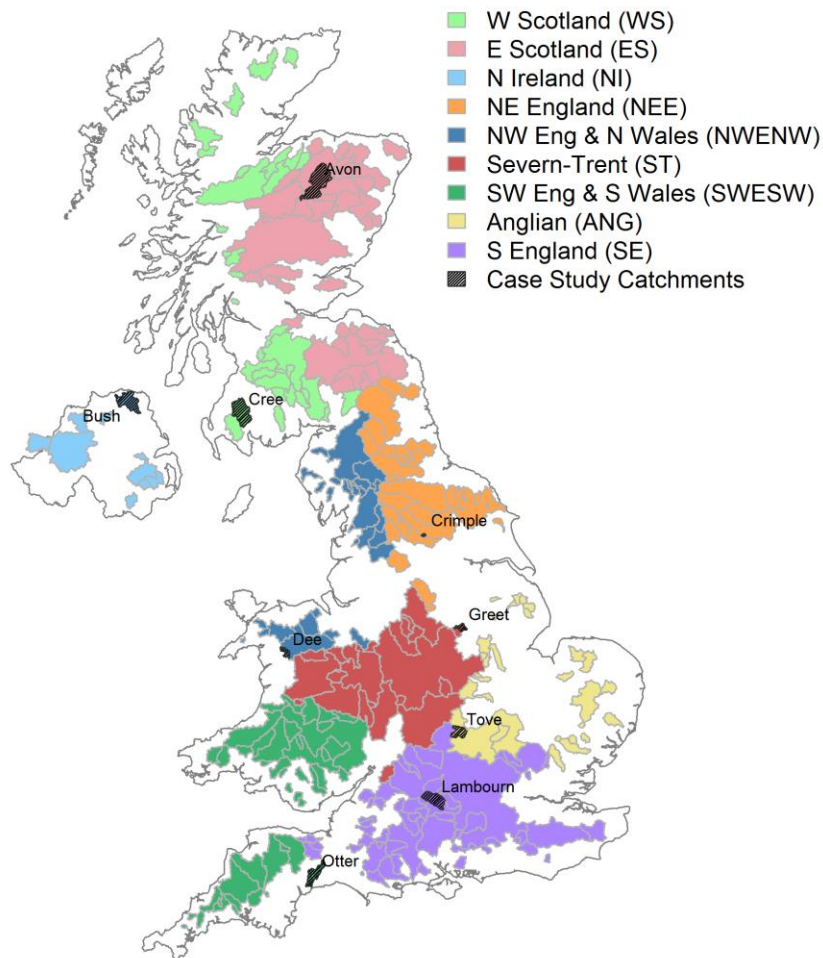 W Scotland (WS)
E Scotland (ES)
N Ireland (NI)
NE England (NEE)
NW Eng & N Wales (NWENW)
Severn-Trent (ST)
SW Eng & S Wales (SWESW)
Anglian (ANG)
S England (SE)
Case Study Catchments
Avon
Cree
Bush
Crimple
Greet
Dee
Tove
Lambourn
Otter